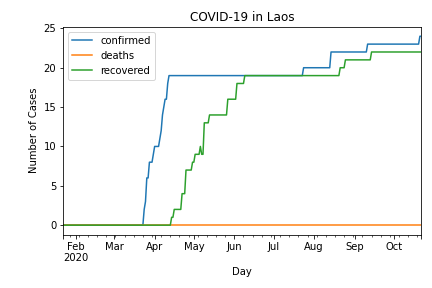 COVID-19 in Laos
confirmed
deaths
recovered
Number of Cases
25
20
15
10
5
0
Feb Mar Apr May Jun Jul Aug Sep Oct
2020
Day